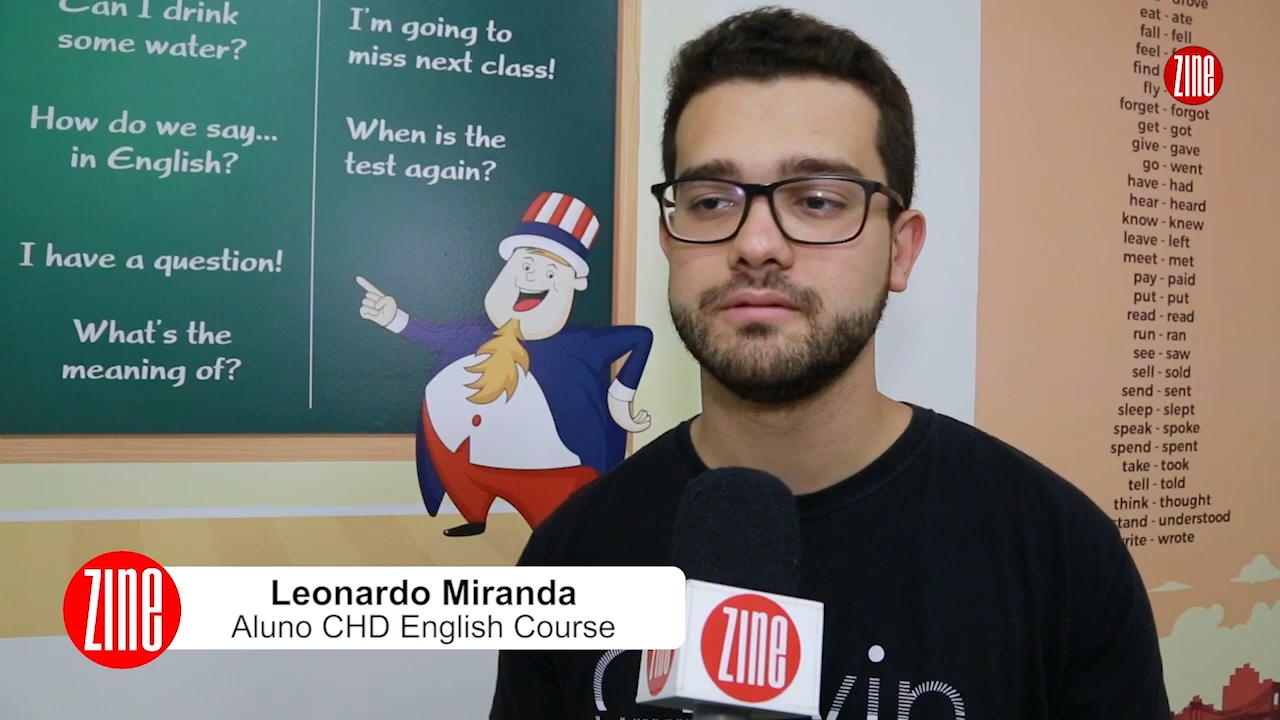 Can I drink
some water?
How do we say...
in English?
I have a question!
What's the
meaning of?
I'm going to
miss next class!
When is the
test again?
drove
eat - ate
fall - fell
feel -
find
fly -
forget - forgot
get - got
give - gave
go - went
have - had
hear - heard
know - knew
leave - left
meet - met
pay - paid
put - put
read - read
run - ran
see - saw
sell - sold
send - sent
sleep - slept
speak - spoke
spend - spent
take - took
tell - told
think - thought
tand - understood
rite - wrote
ZINE
ZINE
Leonardo Miranda
Aluno CHD English Course
ZINE
ZINE